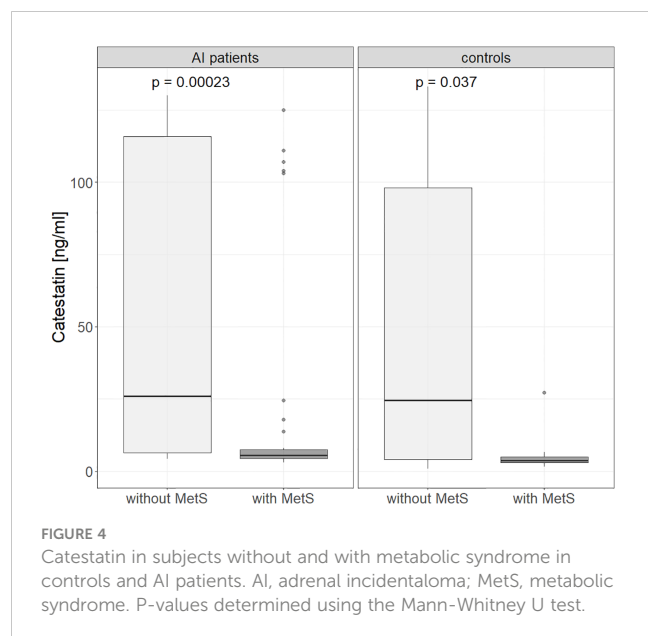 AI patients
controls
p = 0.00023
p = 0.037
Catestatin [ng/ml]
100
50
0
without MetS
with MetS
without MetS
with MetS
FIGURE 4
Catestatin in subjects without and with metabolic syndrome in
controls and AI patients. AI, adrenal incidentaloma; MetS, metabolic
syndrome. P-values determined using the Mann-Whitney U test.